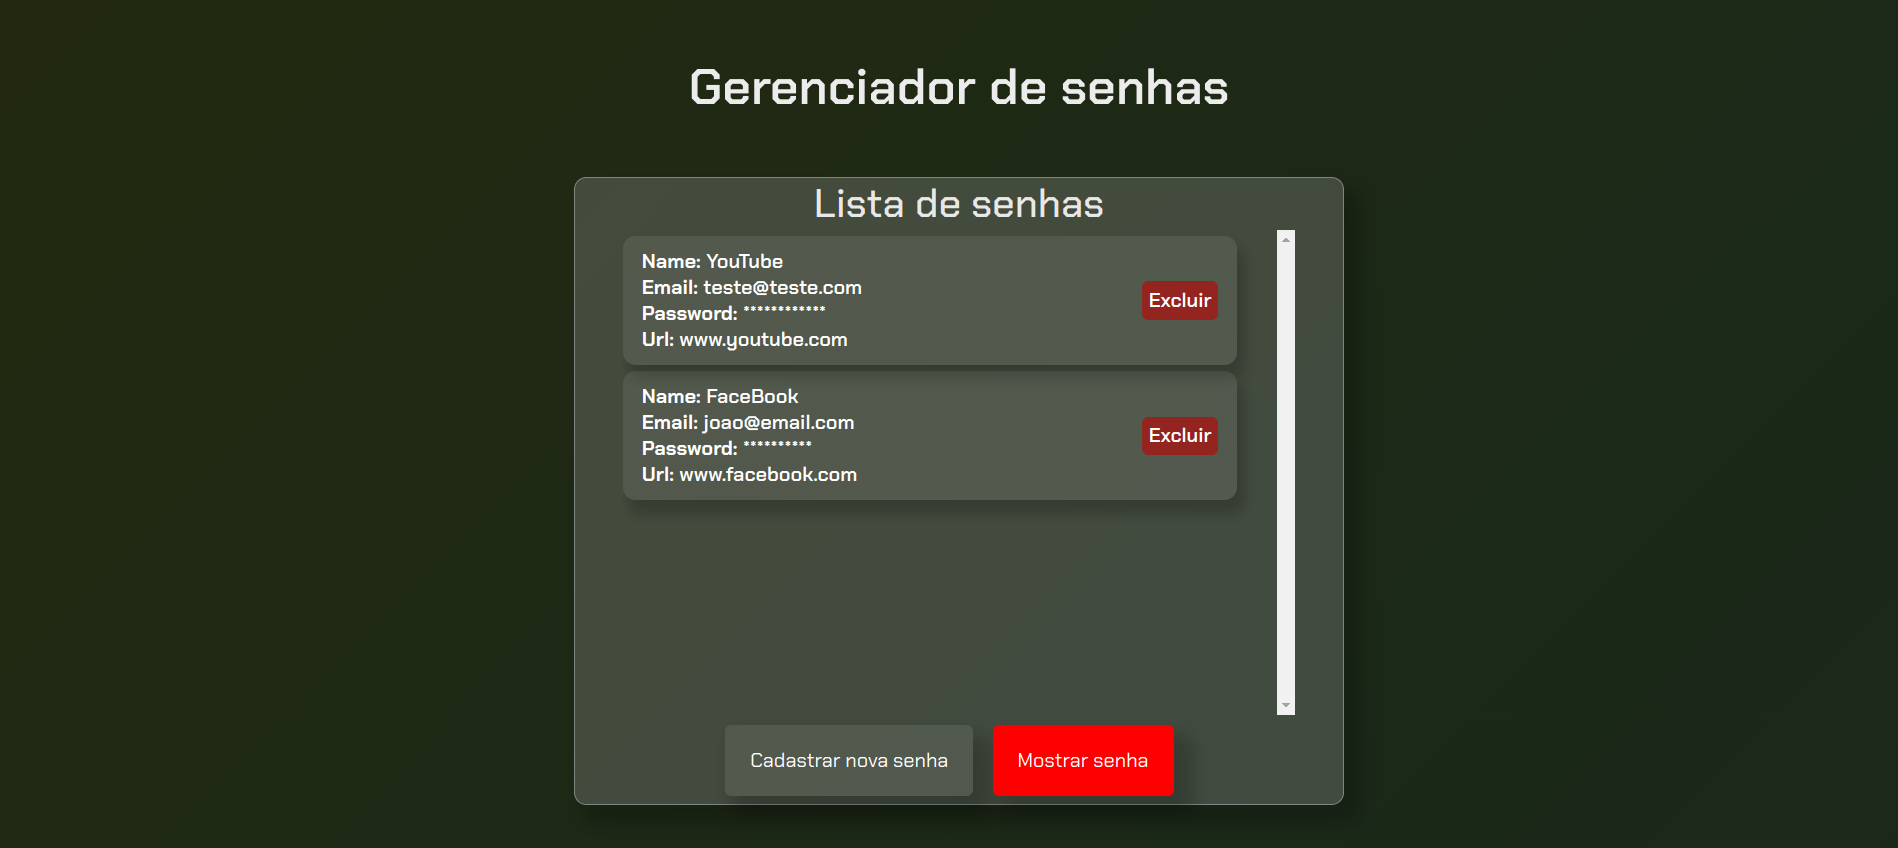 Gerenciador de senhas
Lista de senhas
Name: YouTube
Email: teste@teste.com
Password: ************
Url: www.youtube.com
Excluir
Name: FaceBook
Email: joao@email.com
Password: **********
Url: www.facebook.com
Excluir
Cadastrar nova senha
Mostrar senha